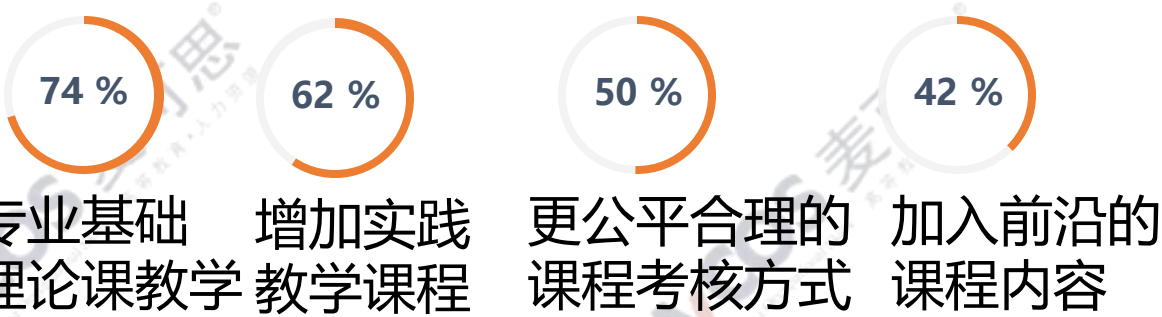 74 %
62 %
50 %
42 %
专业基础
理论课教学
增加实践
教学课程
更公平合理的
课程考核方式
加入前沿的
课程内容